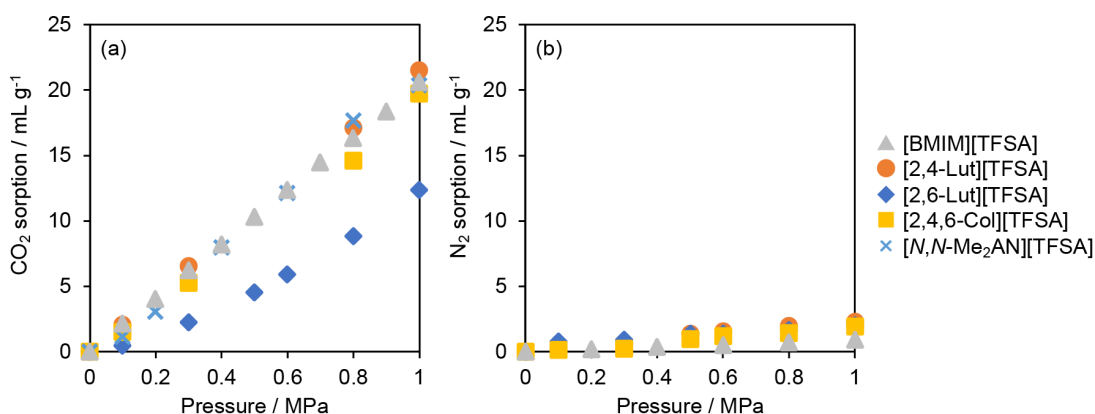 (a)
CO₂ sorption / mL g⁻¹
25
20
15
10
5
0
0 0.2 0.4 0.6 0.8 1
Pressure / MPa
(b)
N₂ sorption / mL g⁻¹
25
20
15
10
5
0
0 0.2 0.4 0.6 0.8 1
Pressure / MPa
[BMIM][TFSA]
[2,4-Lut][TFSA]
[2,6-Lut][TFSA]
[2,4,6-Col][TFSA]
[N,N-Me₂AN][TFSA]